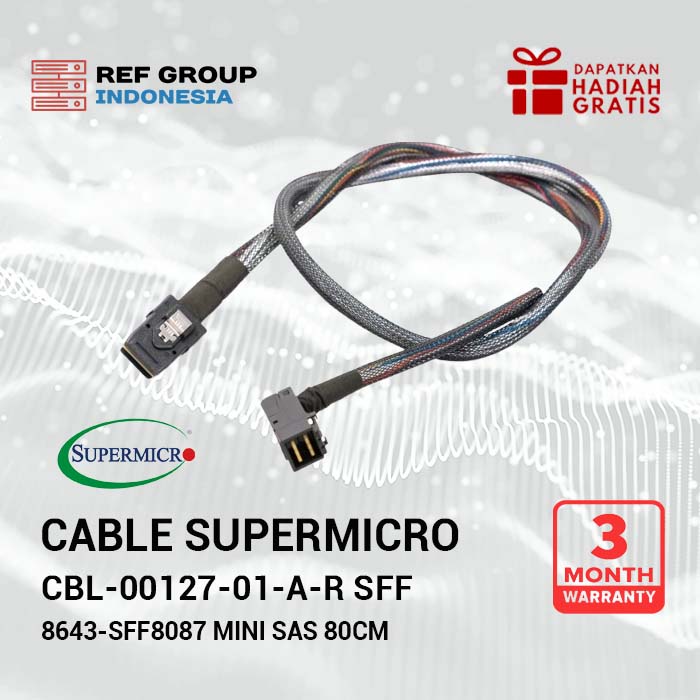 REF GROUP
INDONESIA
DAPATKAN
HADIAH
GRATIS
SUPERMICRO
CABLE SUPERMICRO
CBL-00127-01-A-R SFF
8643-SFF8087 MINI SAS 80CM
3
MONTH
WARRANTY